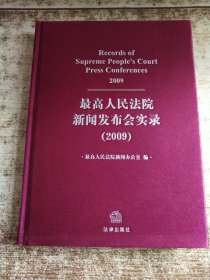 Records of
Supreme People's Court
Press Conferences
2009
最高人民法院
新闻发布会实录
(2009)
·最高人民法院新闻办公室 编·
法律出版社